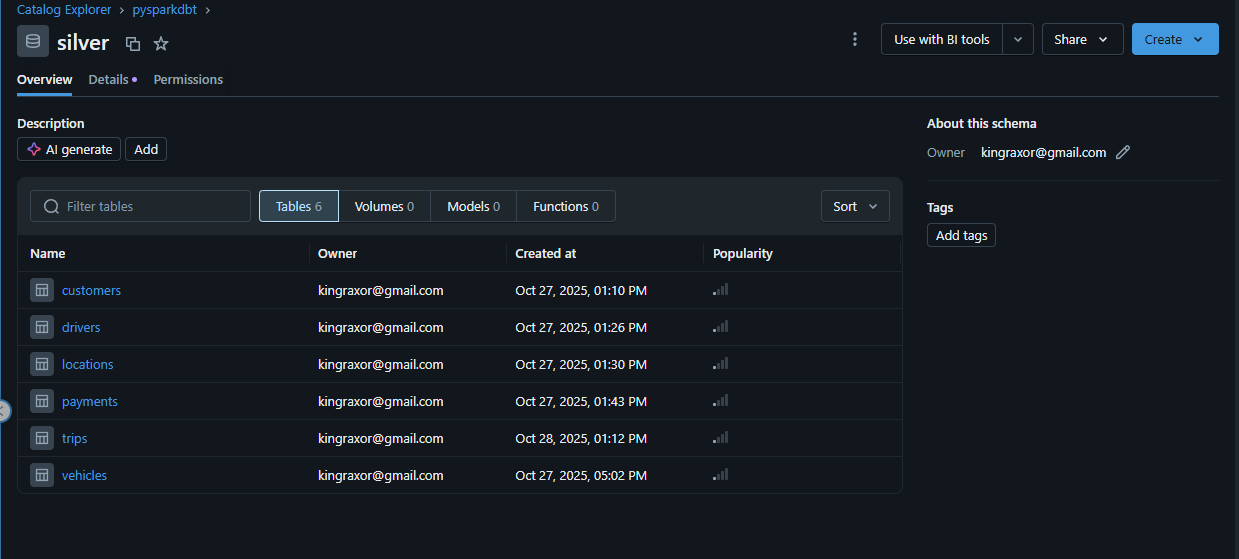 Catalog Explorer > pysparkdbt >
silver
Use with BI tools
Share
Create
Overview Details Permissions
Description
AI generate Add
About this schema
Owner kingraxor@gmail.com
Tags
Add tags
Filter tables Tables 6 Volumes 0 Models 0 Functions 0 Sort
Name Owner Created at Popularity
customers kingraxor@gmail.com Oct 27, 2025, 01:10 PM
drivers kingraxor@gmail.com Oct 27, 2025, 01:26 PM
locations kingraxor@gmail.com Oct 27, 2025, 01:30 PM
payments kingraxor@gmail.com Oct 27, 2025, 01:43 PM
trips kingraxor@gmail.com Oct 28, 2025, 01:12 PM
vehicles kingraxor@gmail.com Oct 27, 2025, 05:02 PM